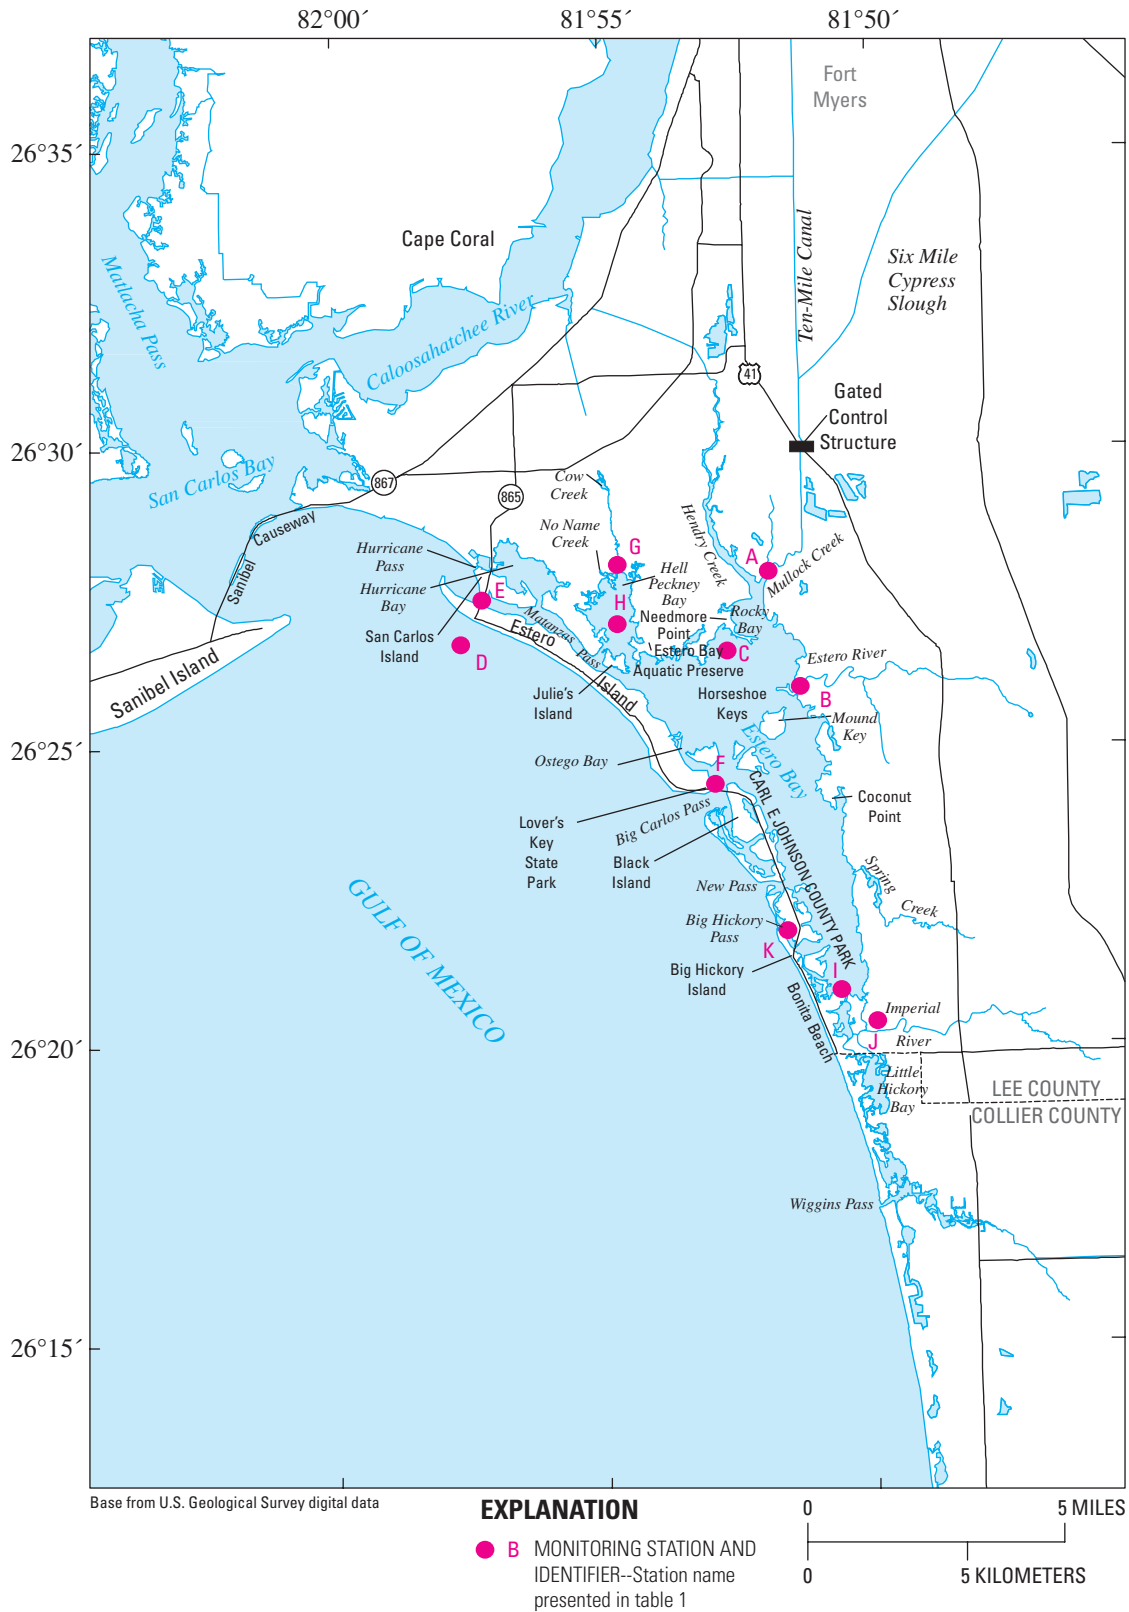 82°00´
81°55´
81°50´
Fort
Myers
26°35´
Cape Coral
Ten-Mile Canal
Six Mile
Cypress
Slough
Matlacha Pass
Caloosahatchee River
41
Gated
Control
Structure
26°30´
San Carlos Bay
867
865
Cow
Creek
Sanibel
Causeway
No Name
Creek
Hendry Creek
Hurricane
Pass
G
A
Mullock Creek
Hell
Peckney
Bay
Hurricane
Bay
E
H
Needmore
Point
Rocky
Bay
San Carlos
Island
Matanzas
Pass
Estero
Island
Estero Bay
Aquatic Preserve
C
Estero River
D
Sanibel Island
Julie's
Island
Horseshoe
Keys
B
Mound
Key
26°25´
Ostego Bay
Estero Bay
F
Coconut
Point
Lover's
Key
State
Park
Big Carlos Pass
Black
Island
CARL E JOHNSON COUNTY PARK
Spring
Creek
GULF OF MEXICO
New Pass
Big Hickory
Pass
K
Big Hickory
Island
I
Bonita Beach
Imperial
River
J
26°20´
Little
Hickory
Bay
LEE COUNTY
COLLIER COUNTY
Wiggins Pass
26°15´
Base from U.S. Geological Survey digital data
EXPLANATION
B MONITORING STATION AND
IDENTIFIER--Station name
presented in table 1
0 5 MILES
0 5 KILOMETERS